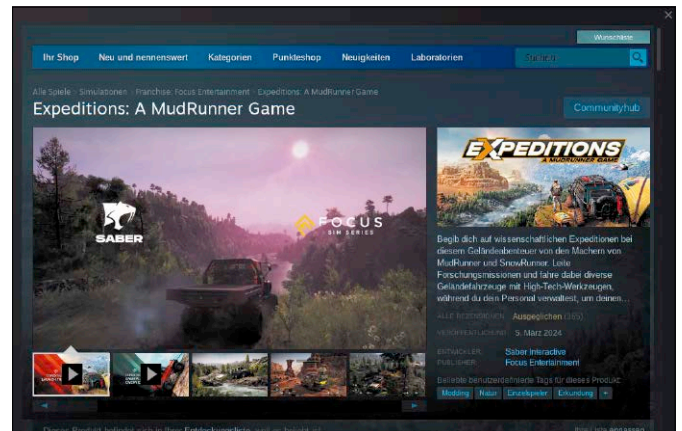 Wunschliste
Ihr Shop Neu und nennenswert Kategorien Punkteshop Neuigkeiten Laboratorien
Alle Spiele > Simulationen > Franchise: Focus Entertainment > Expeditions: A MudRunner Game
Expeditions: A MudRunner Game
Communityhub
SABER
FOCUS
SIM SERIES
EXPEDITIONS
A MUDRUNNER GAME
Begib dich auf wissenschaftlichen Expeditionen bei
diesem Geländeabenteuer von den Machern von
MudRunner und SnowRunner. Leite
Forschungsmissionen und fahre dabei diverse
Geländefahrzeuge mit High-Tech-Werkzeugen,
während du dein Personal verwaltest, um deinen...
ALLE REZENSIONEN: Ausgeglichen
VERÖFFENTLICHUNG: 5. März 2024
ENTWICKLER: Saber Interactive
PUBLISHER: Focus Entertainment
Beliebte benutzerdefinierte Tags für dieses Produkt:
Modding Natur Einzelspieler Erkundung +